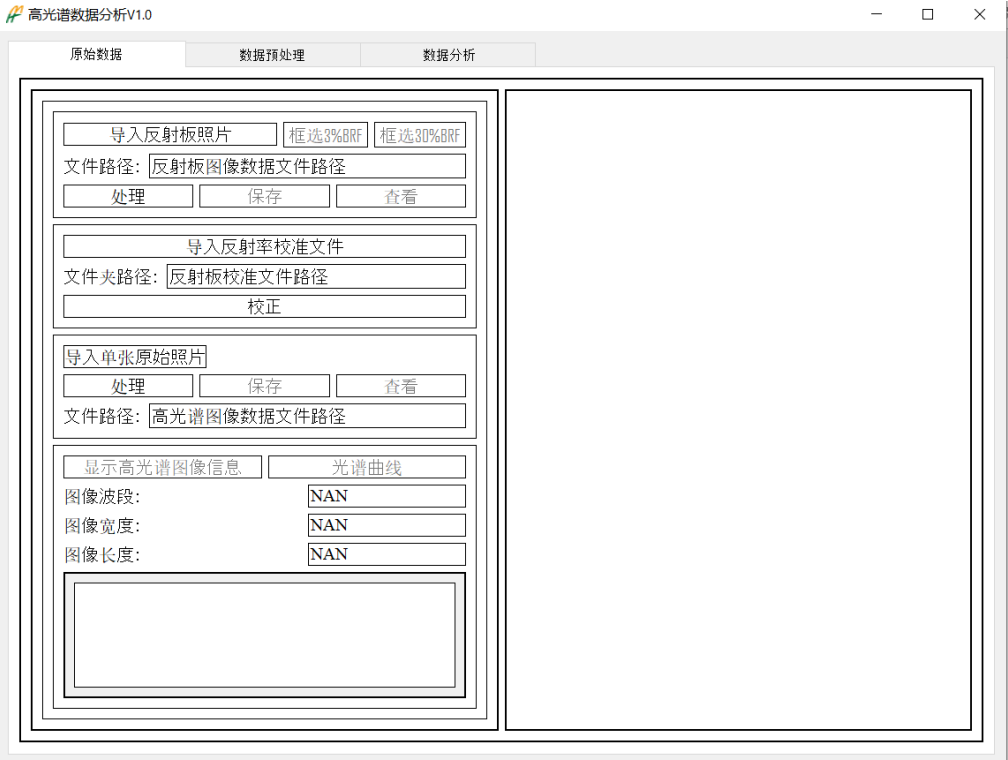 高光谱数据分析V1.0
原始数据 数据预处理 数据分析
导入反射板照片 框选3%BRF 框选30%BRF
文件路径: 反射板图像数据文件路径
处理 保存 查看
导入反射率校准文件
文件夹路径: 反射板校准文件路径
校正
导入单张原始照片
处理 保存 查看
文件路径: 高光谱图像数据文件路径
显示高光谱图像信息 光谱曲线
图像波段: NAN
图像宽度: NAN
图像长度: NAN